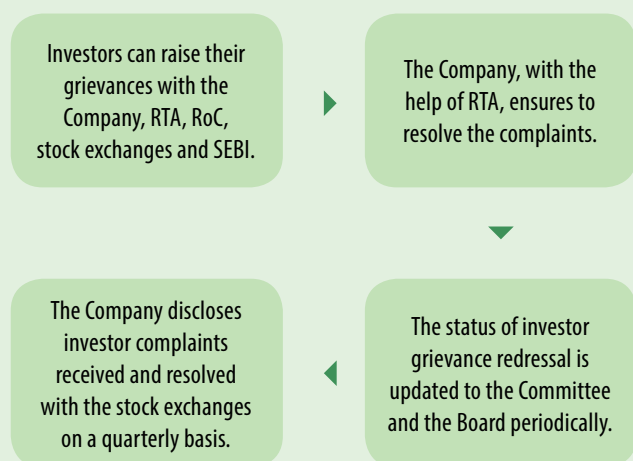 Investors can raise their
grievances with the
Company, RTA, RoC,
stock exchanges and SEBI.
The Company, with the
help of RTA, ensures to
resolve the complaints.
The status of investor
grievance redressal is
updated to the Committee
and the Board periodically.
The Company discloses
investor complaints
received and resolved
with the stock exchanges
on a quarterly basis.